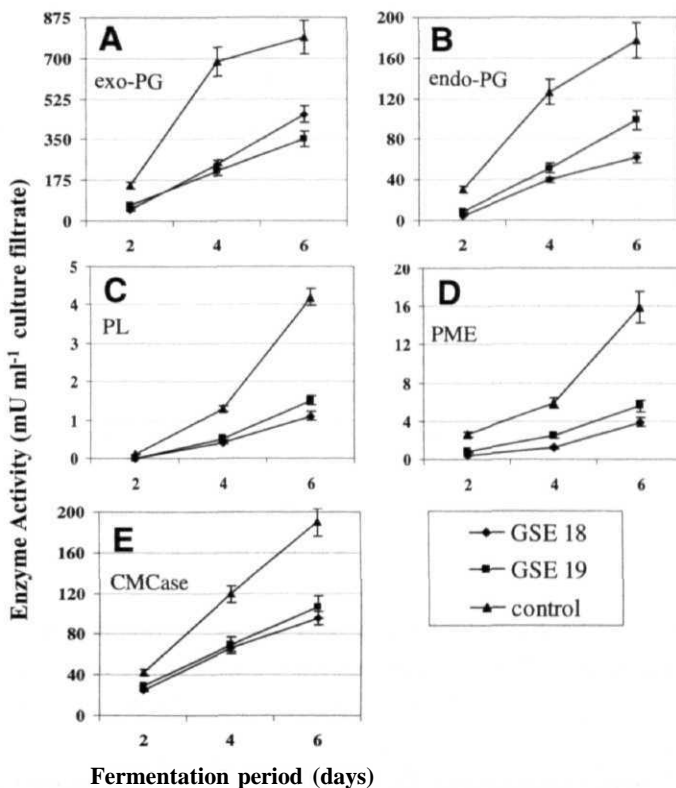 Enzyme Activity (mU ml⁻¹ culture filtrate)
A
exo-PG
875
700
525
350
175
0
2 4 6
B
endo-PG
200
160
120
80
40
0
2 4 6
C
PL
5
4
3
2
1
0
2 4 6
D
PME
20
16
12
8
4
0
2 4 6
E
CMCase
200
160
120
80
40
0
2 4 6
GSE 18
GSE 19
control
Fermentation period (days)